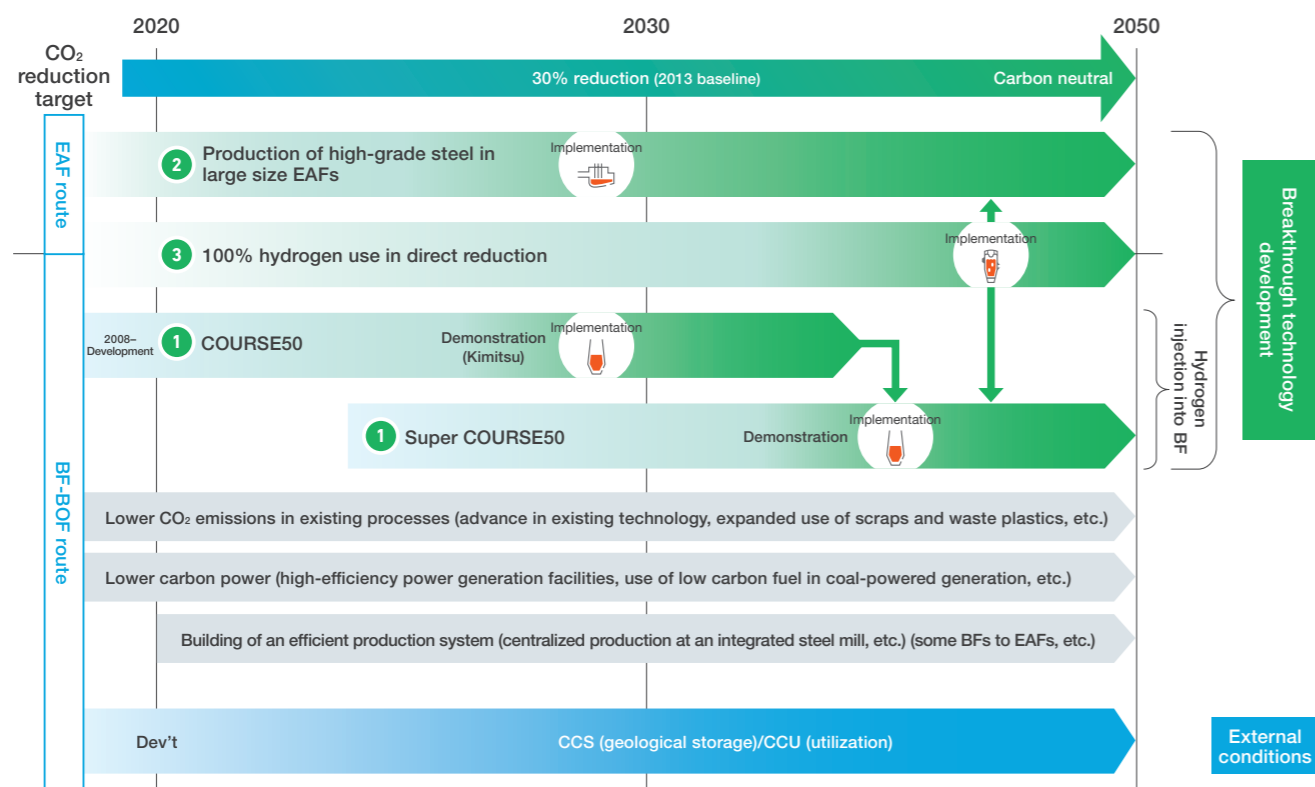 2020
2030
2050
CO₂
reduction
target
30% reduction (2013 baseline)
Carbon neutral
EAF route
2
Production of high-grade steel in
large size EAFs
Implementation
3
100% hydrogen use in direct reduction
Implementation
BF-BOF route
2008–
Development
1
COURSE50
Demonstration
(Kimitsu)
Implementation
1
Super COURSE50
Demonstration
Implementation
Hydrogen
injection into BF
Breakthrough technology
development
Lower CO₂ emissions in existing processes (advance in existing technology, expanded use of scraps and waste plastics, etc.)
Lower carbon power (high-efficiency power generation facilities, use of low carbon fuel in coal-powered generation, etc.)
Building of an efficient production system (centralized production at an integrated steel mill, etc.) (some BFs to EAFs, etc.)
Dev't
CCS (geological storage)/CCU (utilization)
External
conditions